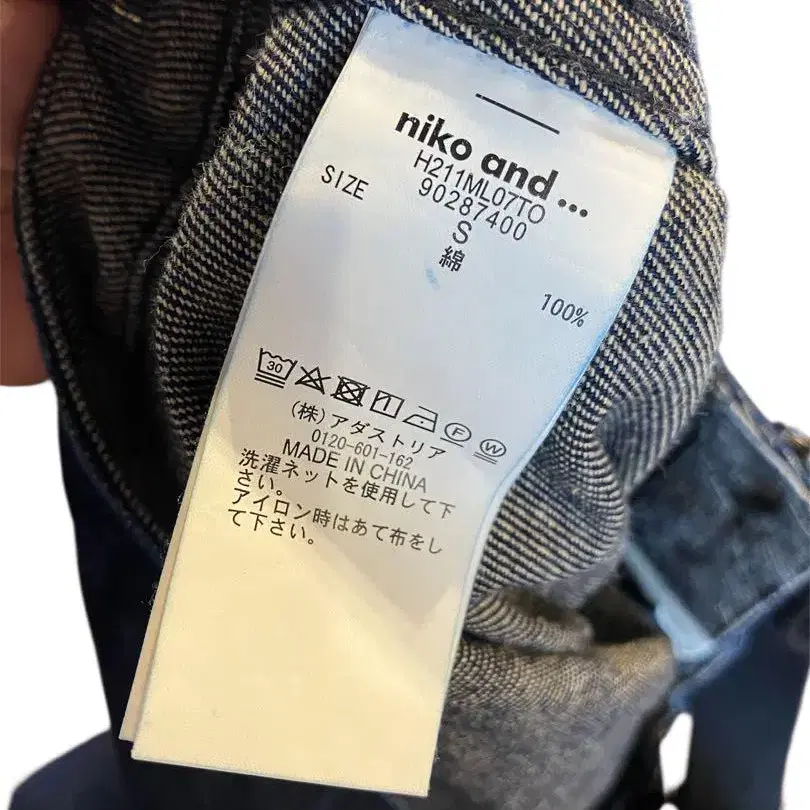 niko and...
H211ML07TO
90287400
SIZE
S
綿
100%
30
F W
(株)アダストリア
0120-601-162
MADE IN CHINA
洗濯ネットを使用して下
さい。
アイロン時はあて布をし
て下さい。